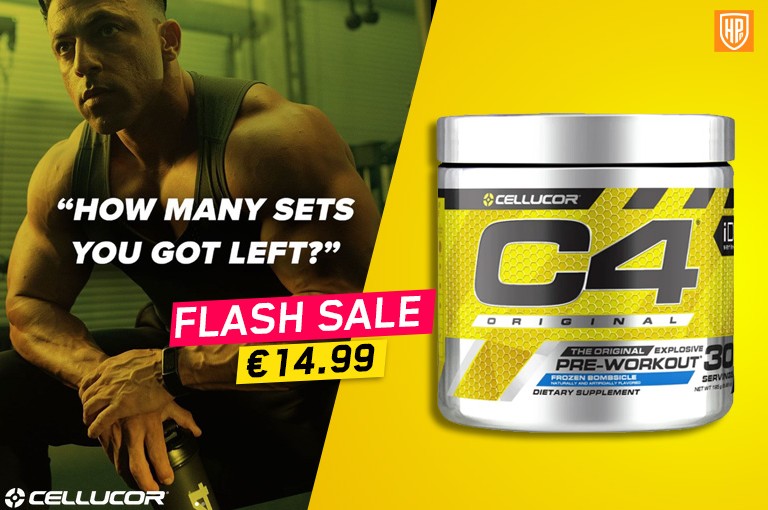 HP
“HOW MANY SETS
YOU GOT LEFT?”
FLASH SALE
€14.99
CELLUCOR
CELLUCOR
C4
ORIGINAL
THE ORIGINAL EXPLOSIVE
PRE-WORKOUT
30
FROZEN BOMBSICLE
NATURALLY AND ARTIFICIALLY FLAVORED
DIETARY SUPPLEMENT